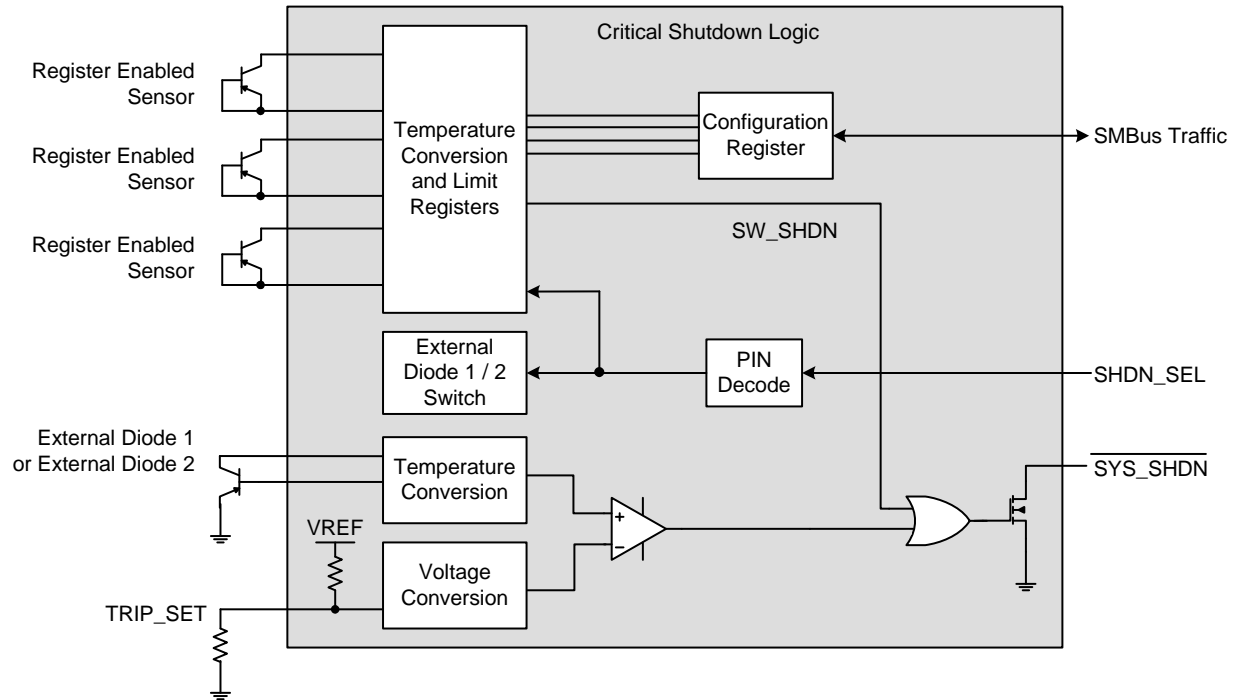 Critical Shutdown Logic
Register Enabled
Sensor
Register Enabled
Sensor
Register Enabled
Sensor
Temperature
Conversion
and Limit
Registers
Configuration
Register
SMBus Traffic
SW_SHDN
External
Diode 1 / 2
Switch
PIN
Decode
SHDN_SEL
External Diode 1
or External Diode 2
Temperature
Conversion
SYS_SHDN
VREF
+
−
Voltage
Conversion
TRIP_SET